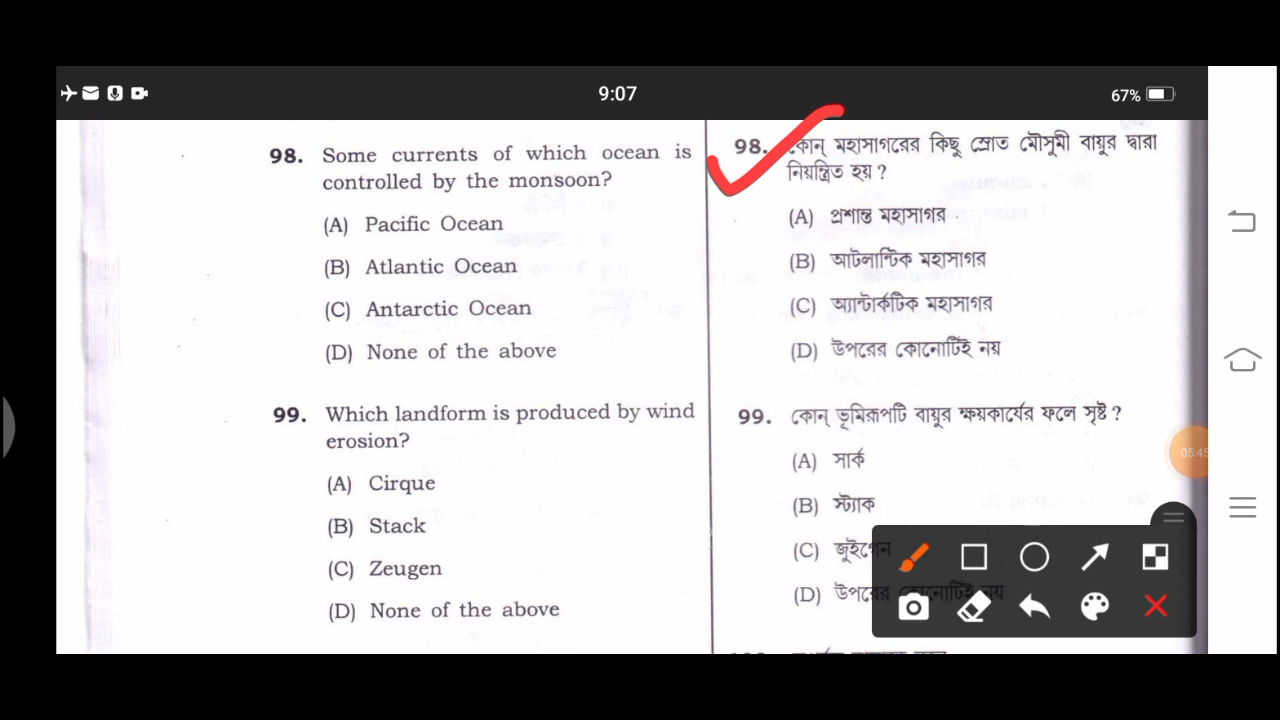 9:07
67%
98. Some currents of which ocean is
controlled by the monsoon?
(A) Pacific Ocean
(B) Atlantic Ocean
(C) Antarctic Ocean
(D) None of the above
99. Which landform is produced by wind
erosion?
(A) Cirque
(B) Stack
(C) Zeugen
(D) None of the above
98. কোন্ মহাসাগরের কিছু স্রোত মৌসুমী বায়ুর দ্বারা
নিয়ন্ত্রিত হয় ?
(A) প্রশান্ত মহাসাগর
(B) আটলান্টিক মহাসাগর
(C) অ্যান্টার্কটিক মহাসাগর
(D) উপরের কোনোটিই নয়
99. কোন্ ভূমিরূপটি বায়ুর ক্ষয়কার্যের ফলে সৃষ্ট ?
(A) সার্ক
(B) স্ট্যাক
(C) জুইগেন
(D) উপরের কোনোটিই নয়
05:45